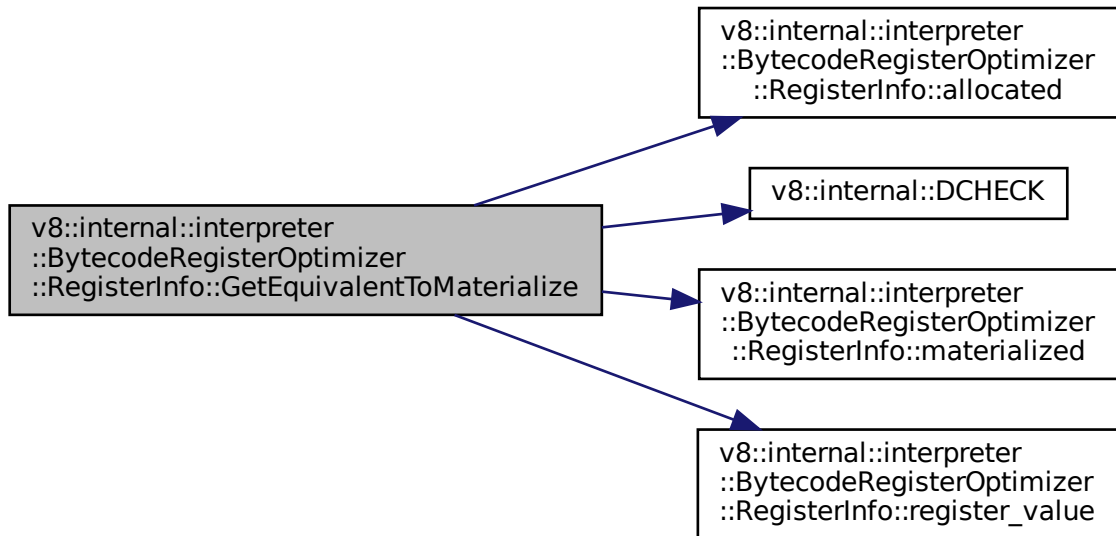 v8::internal::interpreter
::BytecodeRegisterOptimizer
::RegisterInfo::GetEquivalentToMaterialize
v8::internal::interpreter
::BytecodeRegisterOptimizer
::RegisterInfo::allocated
v8::internal::DCHECK
v8::internal::interpreter
::BytecodeRegisterOptimizer
::RegisterInfo::materialized
v8::internal::interpreter
::BytecodeRegisterOptimizer
::RegisterInfo::register_value